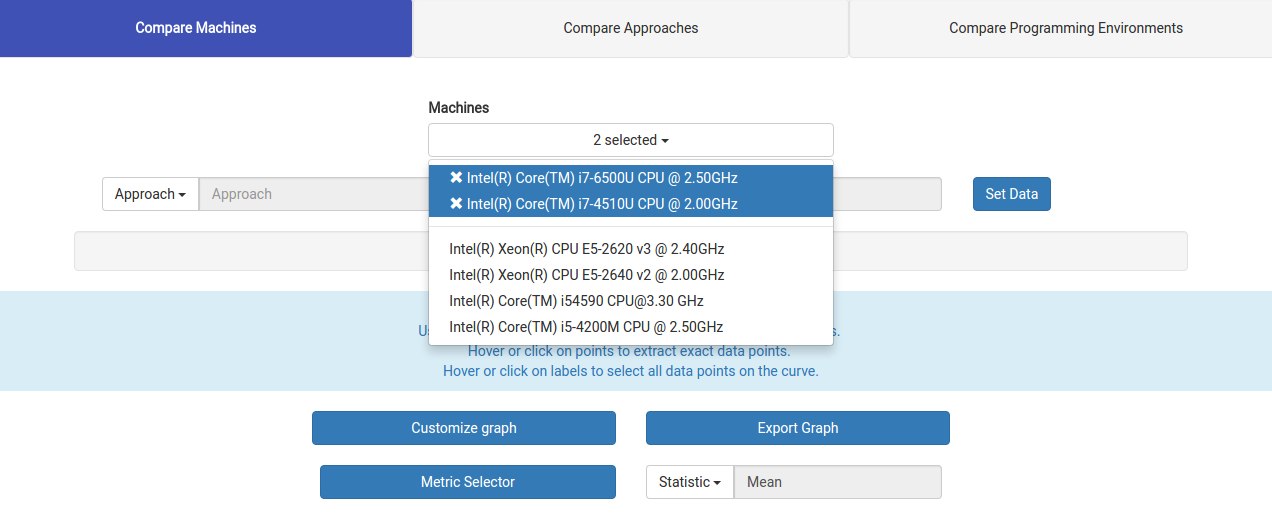 Compare Machines
Compare Approaches
Compare Programming Environments
Machines
2 selected
✖ Intel(R) Core(TM) i7-6500U CPU @ 2.50GHz
✖ Intel(R) Core(TM) i7-4510U CPU @ 2.00GHz
Approach
Approach
Set Data
Intel(R) Xeon(R) CPU E5-2620 v3 @ 2.40GHz
Intel(R) Xeon(R) CPU E5-2640 v2 @ 2.00GHz
Intel(R) Core(TM) i54590 CPU@3.30 GHz
Intel(R) Core(TM) i5-4200M CPU @ 2.50GHz
Hover or click on points to extract exact data points.
Hover or click on labels to select all data points on the curve.
Customize graph
Export Graph
Metric Selector
Statistic
Mean